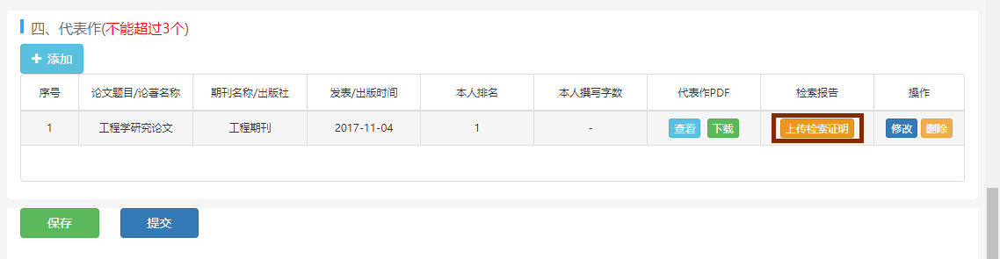 四、代表作(不能超过3个)
添加
序号 论文题目/论著名称 期刊名称/出版社 发表/出版时间 本人排名 本人撰写字数 代表作PDF 检索报告 操作
1 工程学研究论文 工程期刊 2017-11-04 1 - 查看 下载 上传检索证明 修改 删除
保存 提交